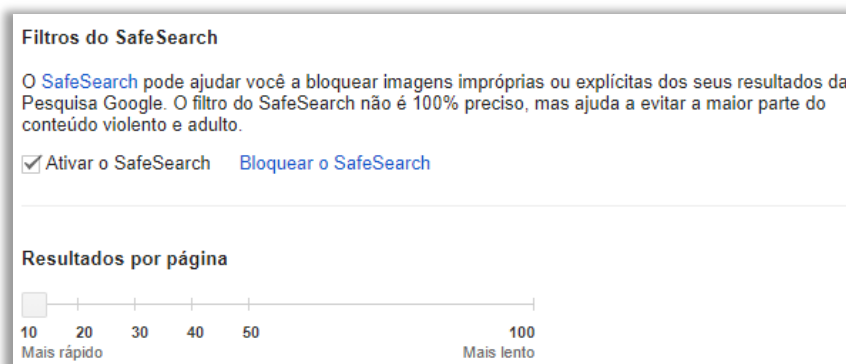 Filtros do SafeSearch
O SafeSearch pode ajudar você a bloquear imagens impróprias ou explícitas dos seus resultados da
Pesquisa Google. O filtro do SafeSearch não é 100% preciso, mas ajuda a evitar a maior parte do
conteúdo violento e adulto.
Ativar o SafeSearch Bloquear o SafeSearch
Resultados por página
10 20 30 40 50 100
Mais rápido Mais lento